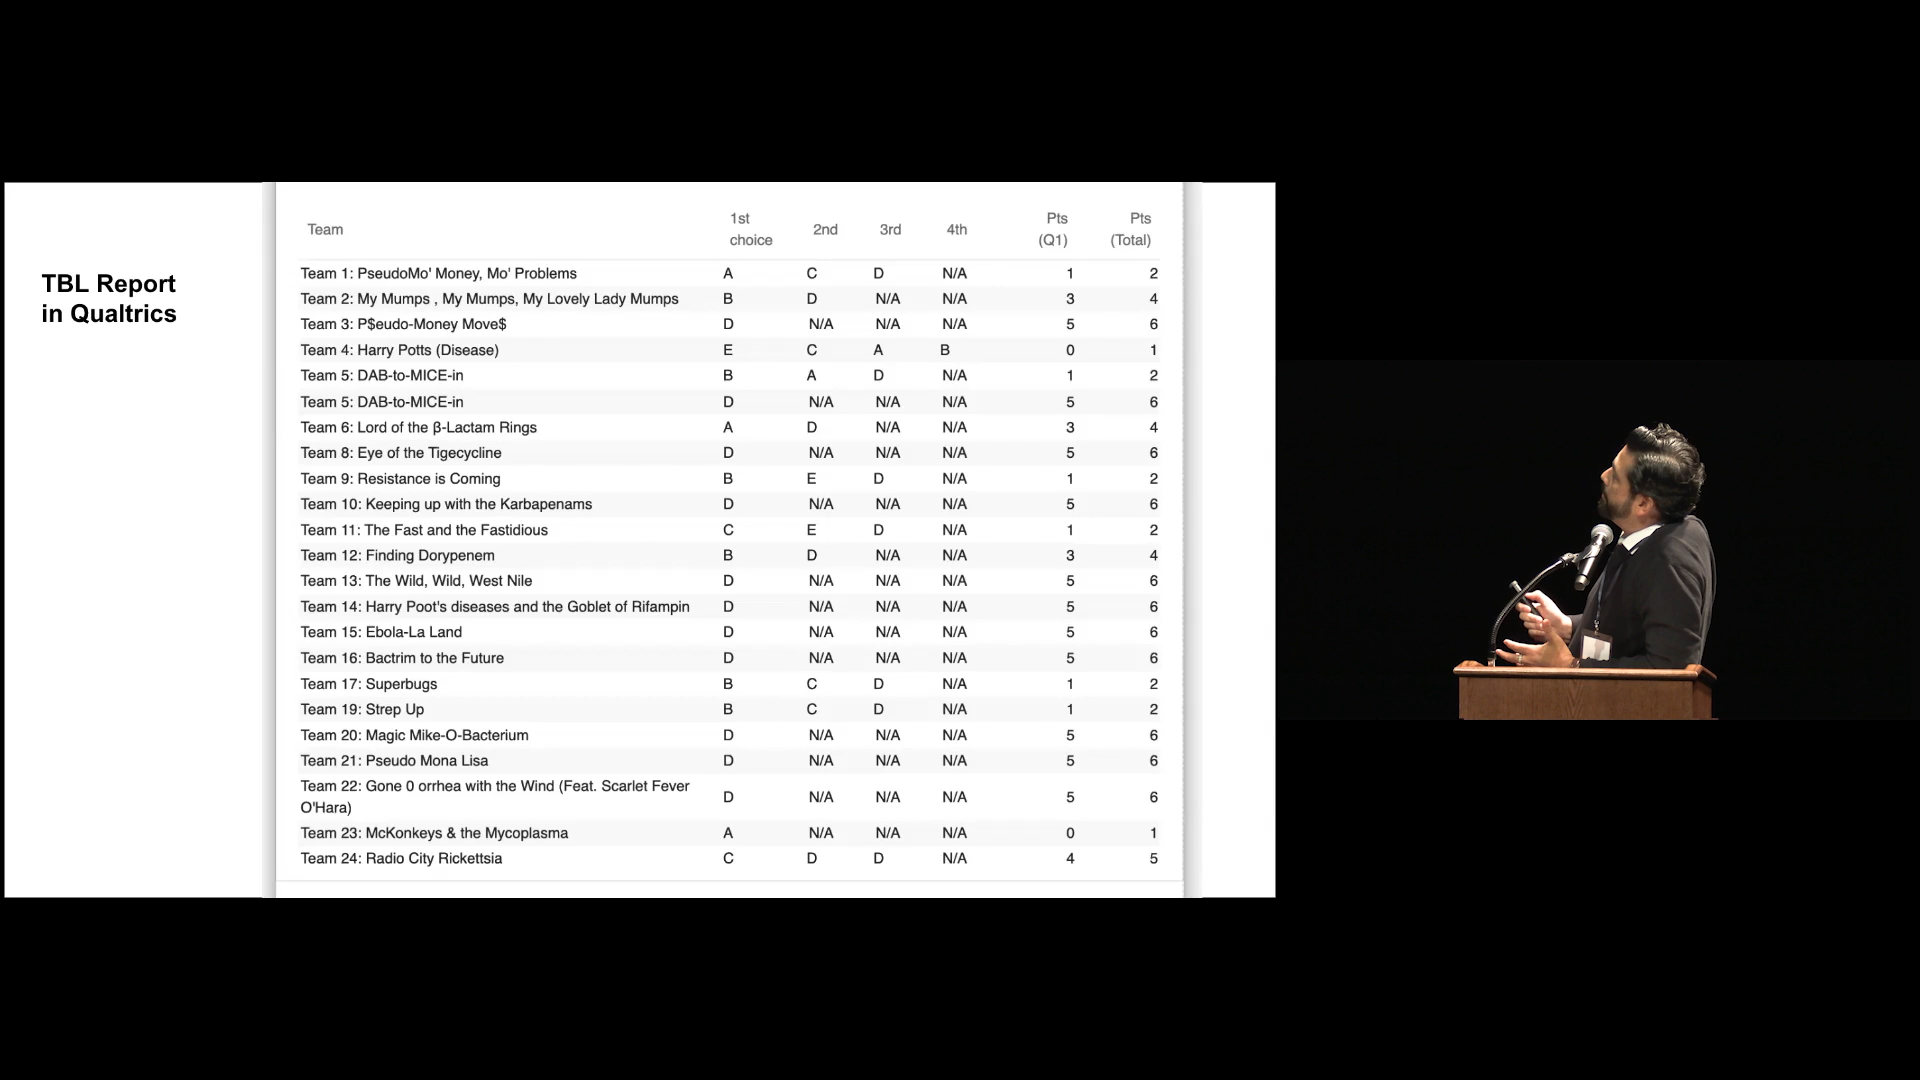 TBL Report
in Qualtrics
Team 1st choice 2nd 3rd 4th Pts (Q1) Pts (Total)
Team 1: PseudoMo' Money, Mo' Problems A C D N/A 1 2
Team 2: My Mumps , My Mumps, My Lovely Lady Mumps B D N/A N/A 3 4
Team 3: P$eudo-Money Move$ D N/A N/A N/A 5 6
Team 4: Harry Potts (Disease) E C A B 0 1
Team 5: DAB-to-MICE-in B A D N/A 1 2
Team 5: DAB-to-MICE-in D N/A N/A N/A 5 6
Team 6: Lord of the β-Lactam Rings A D N/A N/A 3 4
Team 8: Eye of the Tigecycline D N/A N/A N/A 5 6
Team 9: Resistance is Coming B E D N/A 1 2
Team 10: Keeping up with the Karbapenams D N/A N/A N/A 5 6
Team 11: The Fast and the Fastidious C E D N/A 1 2
Team 12: Finding Dorypenem B D N/A N/A 3 4
Team 13: The Wild, Wild, West Nile D N/A N/A N/A 5 6
Team 14: Harry Poot's diseases and the Goblet of Rifampin D N/A N/A N/A 5 6
Team 15: Ebola-La Land D N/A N/A N/A 5 6
Team 16: Bactrim to the Future D N/A N/A N/A 5 6
Team 17: Superbugs B C D N/A 1 2
Team 19: Strep Up B C D N/A 1 2
Team 20: Magic Mike-O-Bacterium D N/A N/A N/A 5 6
Team 21: Pseudo Mona Lisa D N/A N/A N/A 5 6
Team 22: Gone 0 orrhea with the Wind (Feat. Scarlet Fever
O'Hara) D N/A N/A N/A 5 6
Team 23: McKonkeys & the Mycoplasma A N/A N/A N/A 0 1
Team 24: Radio City Rickettsia C D D N/A 4 5